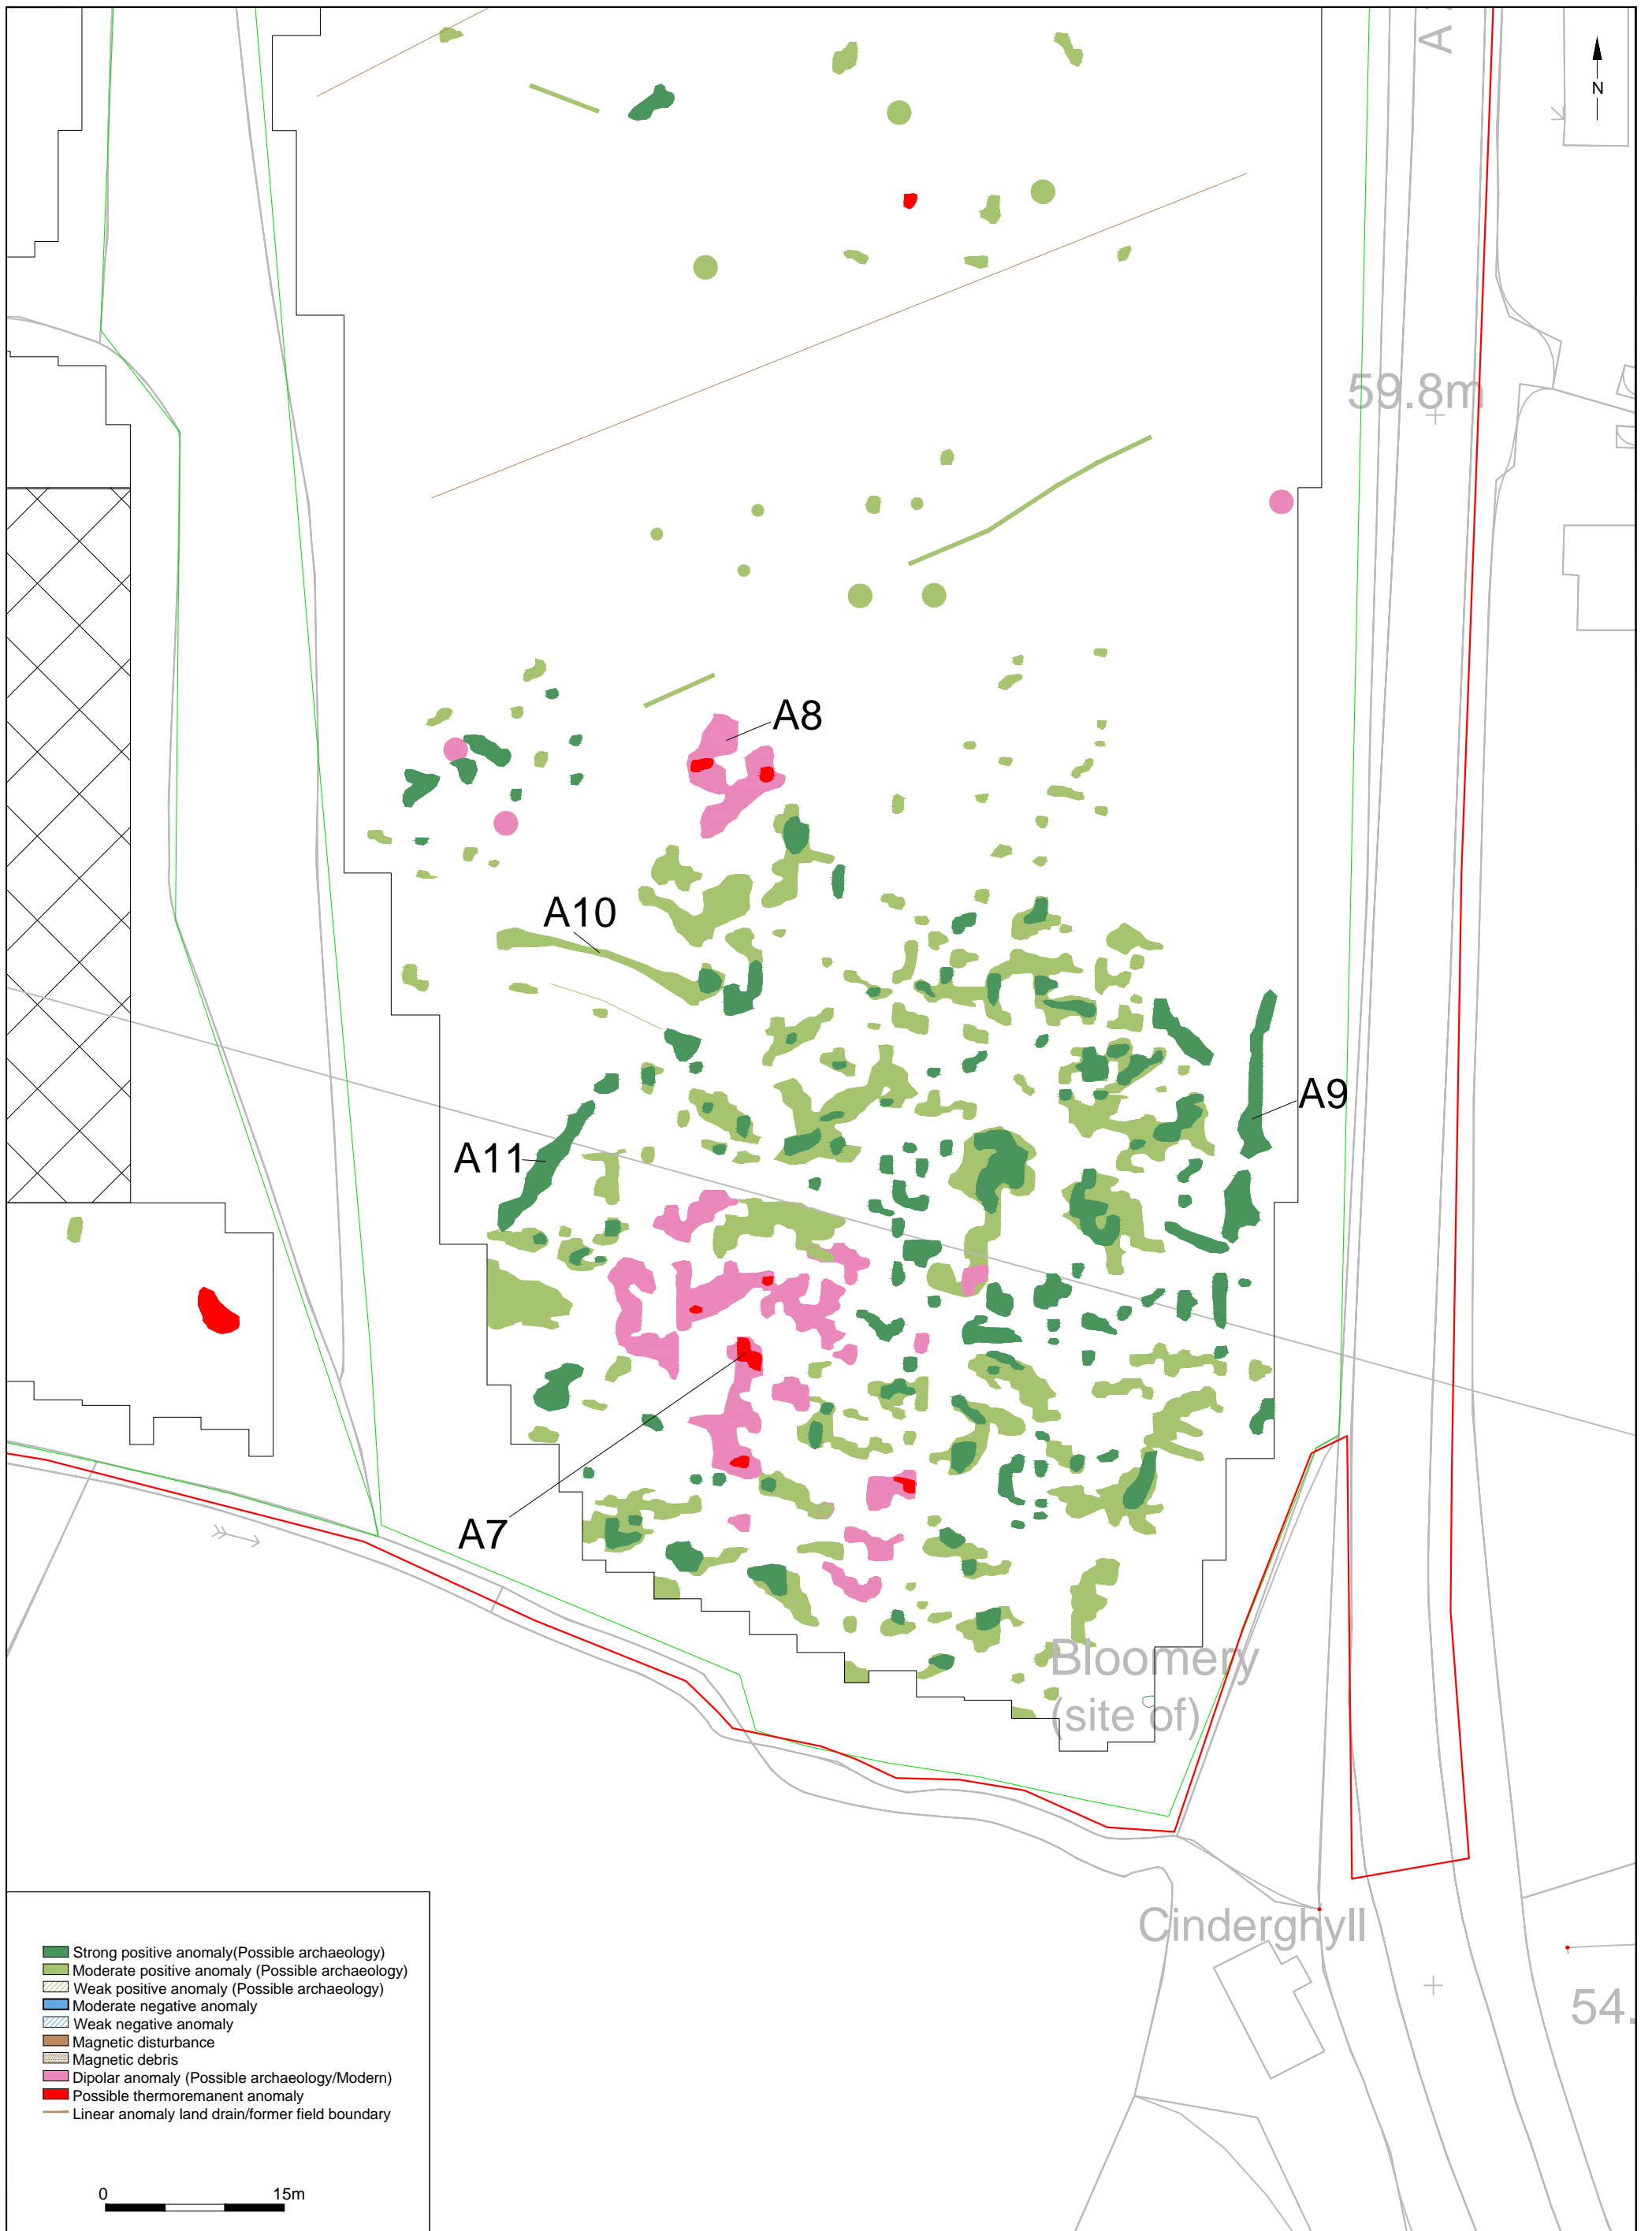 A
N
59.8m
A8
A10
A9
A11
A7
Bloomery
(site of)
Cinderghyll
54.
Strong positive anomaly(Possible archaeology)
Moderate positive anomaly (Possible archaeology)
Weak positive anomaly (Possible archaeology)
Moderate negative anomaly
Weak negative anomaly
Magnetic disturbance
Magnetic debris
Dipolar anomaly (Possible archaeology/Modern)
Possible thermoremanent anomaly
Linear anomaly land drain/former field boundary
0 15m